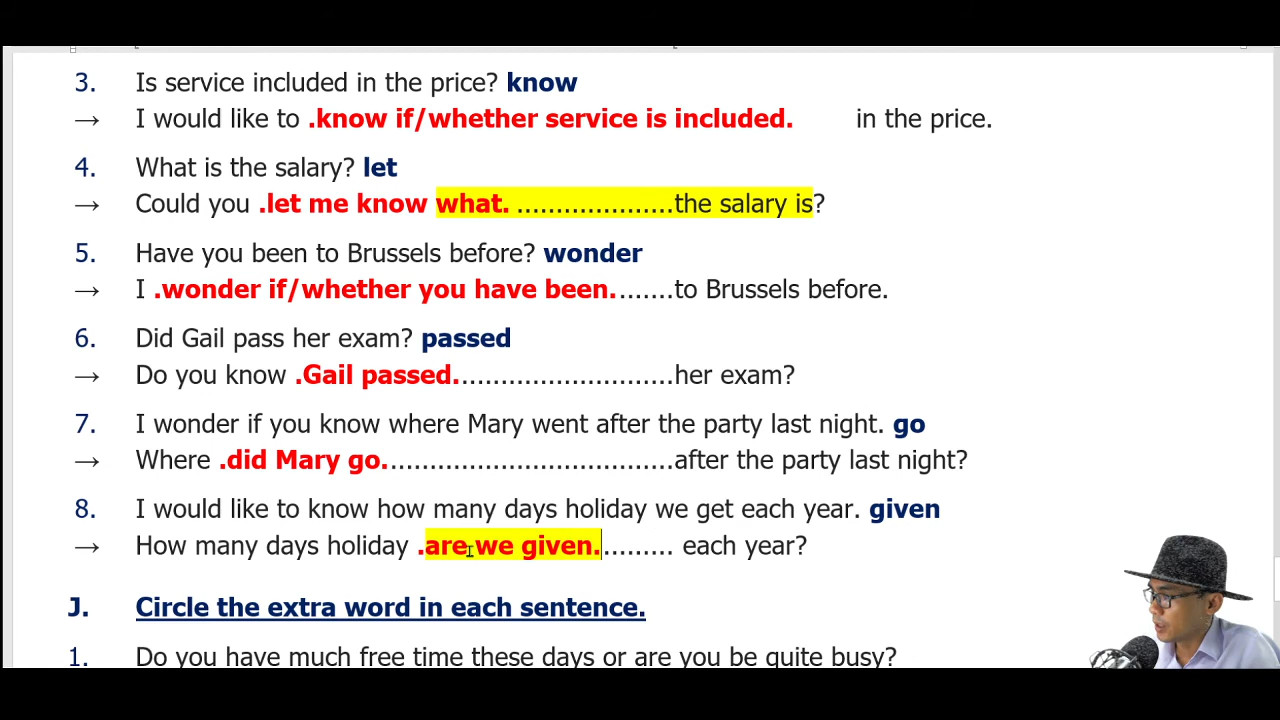 3. Is service included in the price? know
→ I would like to .know if/whether service is included. in the price.
4. What is the salary? let
→ Could you .let me know what. ....................the salary is?
5. Have you been to Brussels before? wonder
→ I .wonder if/whether you have been........to Brussels before.
6. Did Gail pass her exam? passed
→ Do you know .Gail passed............................her exam?
7. I wonder if you know where Mary went after the party last night. go
→ Where .did Mary go.....................................after the party last night?
8. I would like to know how many days holiday we get each year. given
→ How many days holiday .are we given.......... each year?
J. Circle the extra word in each sentence.
1. Do you have much free time these days or are you be quite busy?